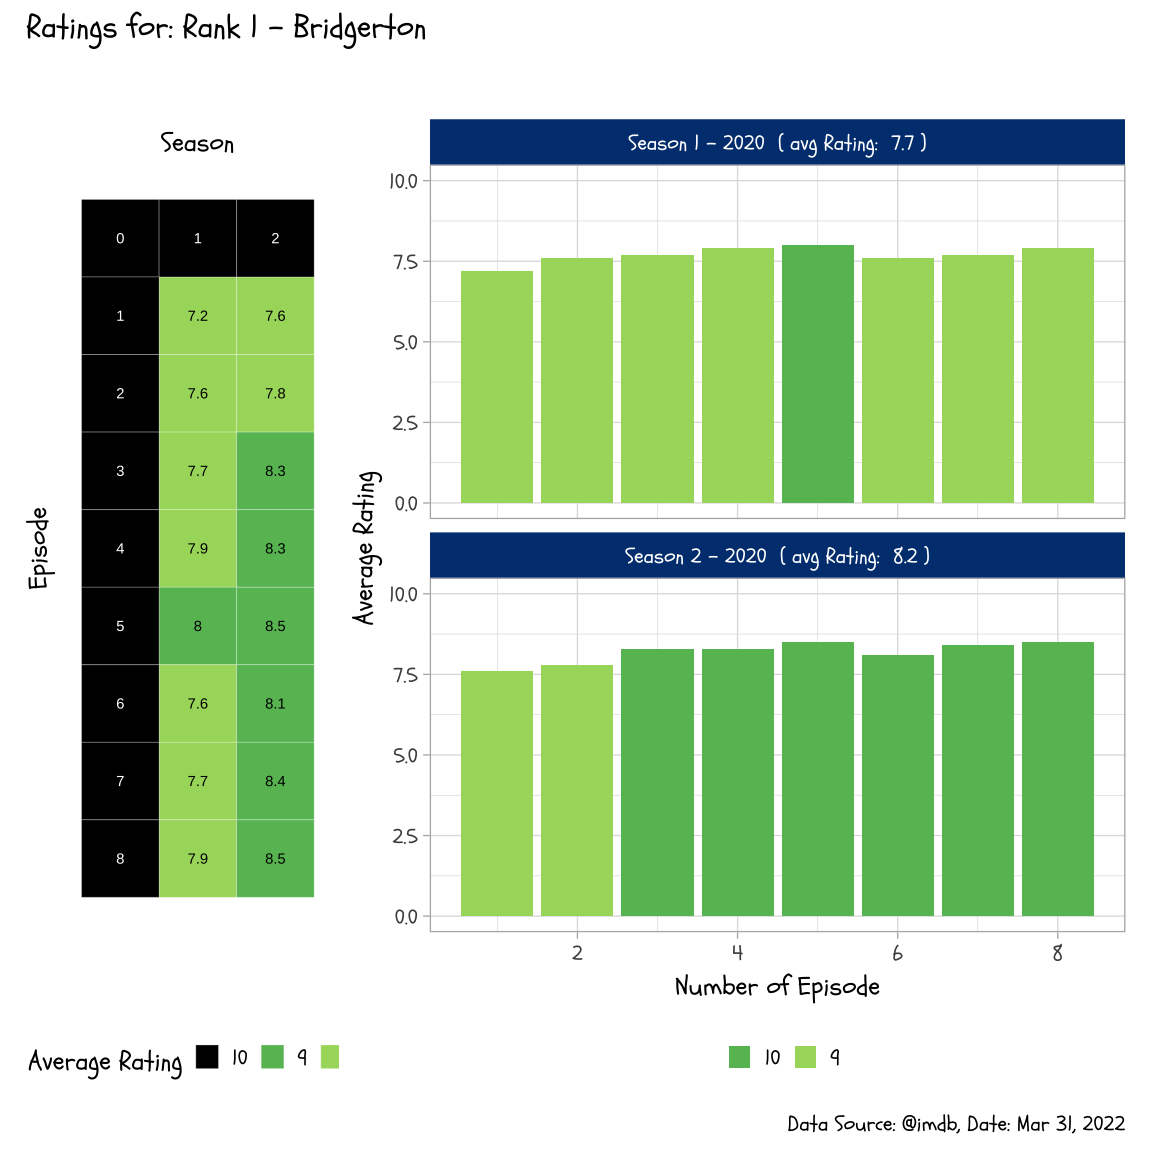 Ratings for: Rank 1 - Bridgerton
Season
Episode
0 1 2
1 7.2 7.6
2 7.6 7.8
3 7.7 8.3
4 7.9 8.3
5 8 8.5
6 7.6 8.1
7 7.7 8.4
8 7.9 8.5
Average Rating 10 9
Average Rating
Season 1 - 2020 ( avg Rating: 7.7 )
10.0
7.5
5.0
2.5
0.0
Season 2 - 2020 ( avg Rating: 8.2 )
10.0
7.5
5.0
2.5
0.0
2 4 6 8
Number of Episode
10 9
Data Source: @imdb, Date: Mar 31, 2022